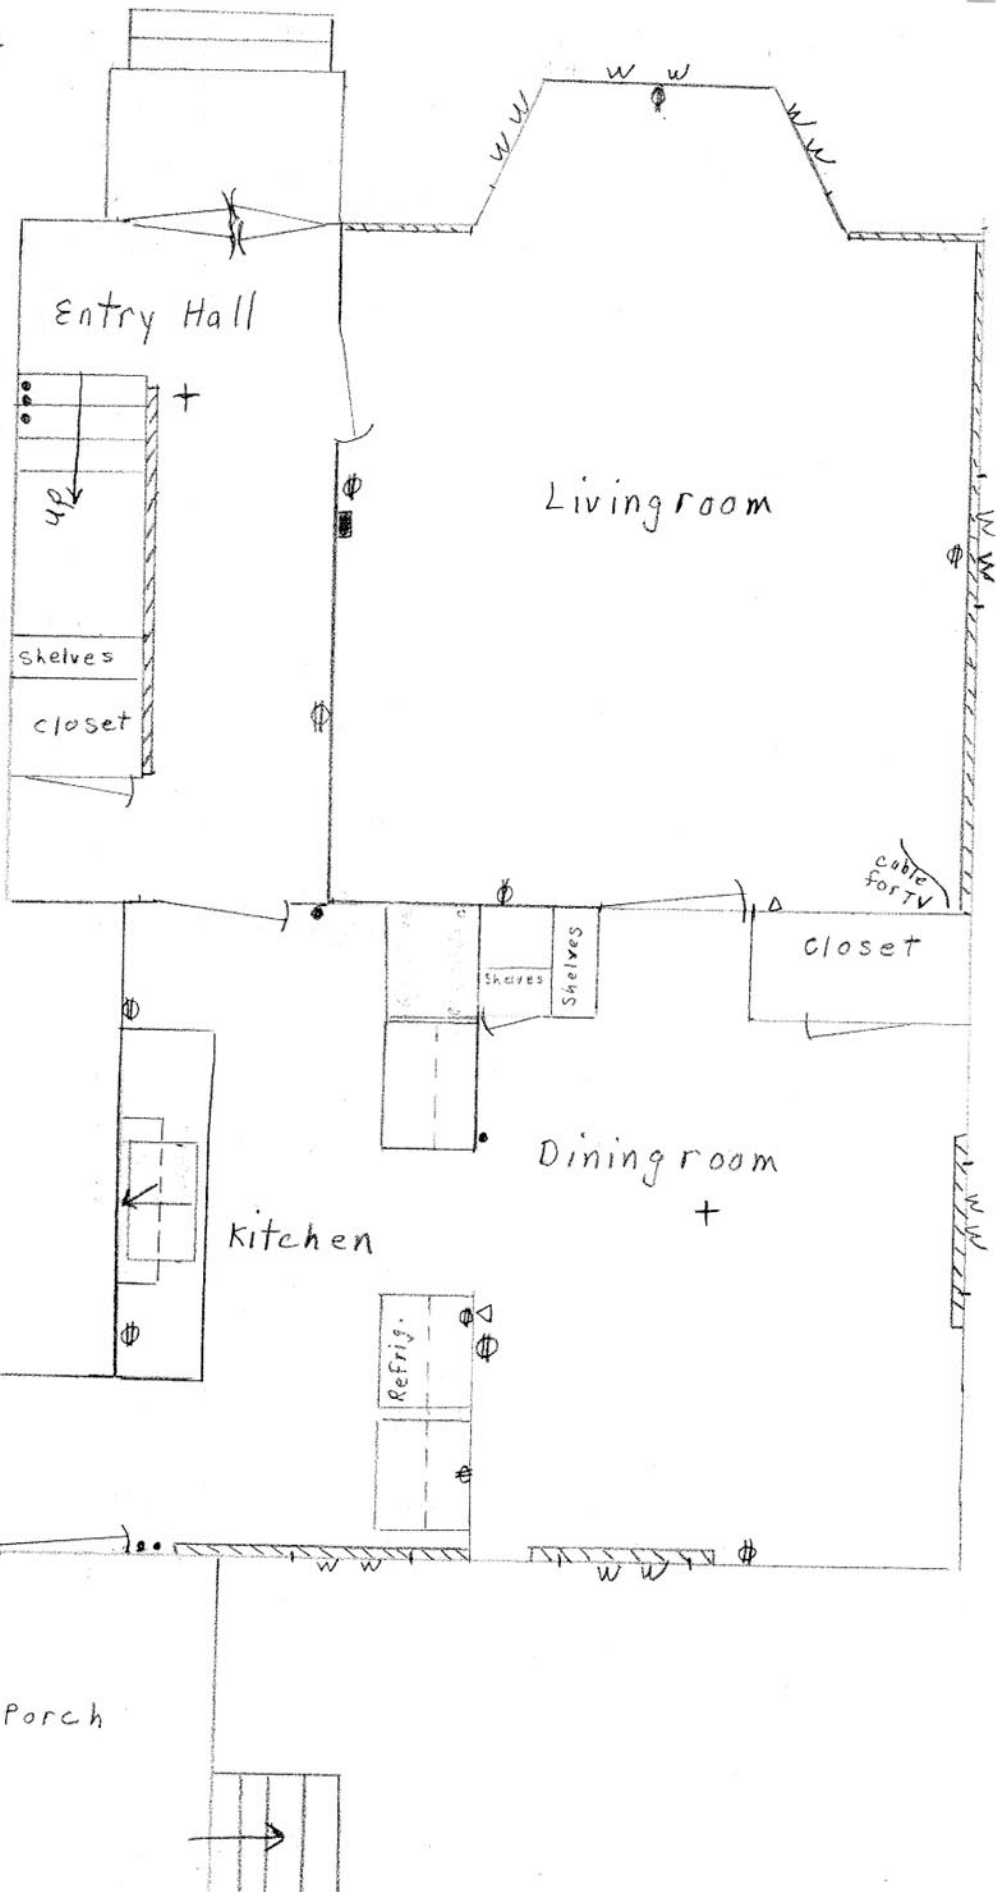 W W
W W
W W
Entry Hall
Livingroom
up
W W
Shelves
Closet
Cable
for TV
Closet
Shelves
Shelves
Diningroom
W W
Kitchen
Refrig.
W W
W W
Porch